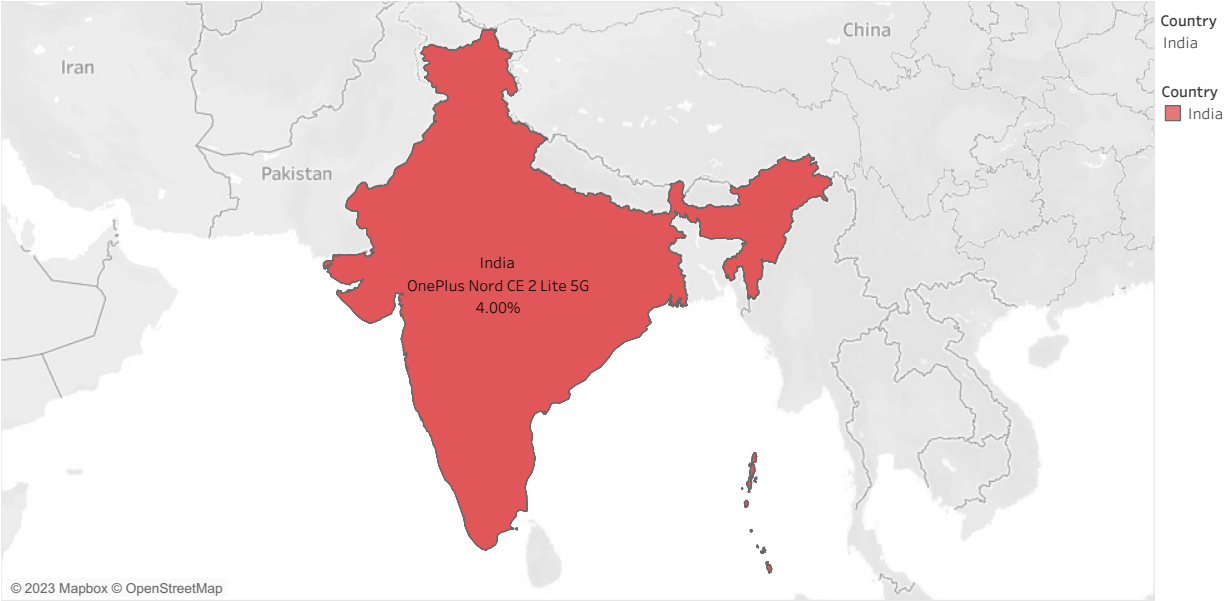 Iran
China
Pakistan
India
OnePlus Nord CE 2 Lite 5G
4.00%
Country
India
Country
India
© 2023 Mapbox © OpenStreetMap